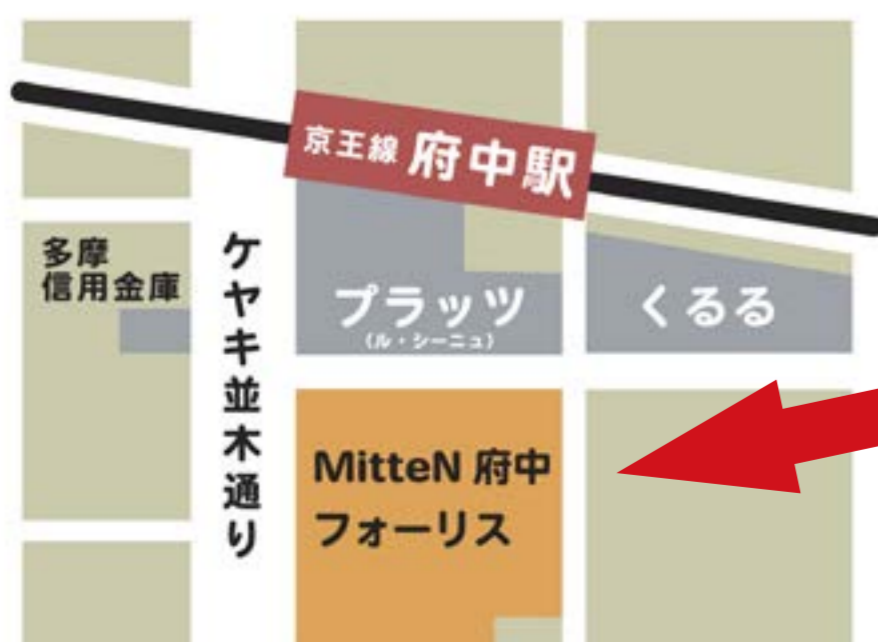 京王線 府中駅
多摩
信用金庫
ケヤキ並木通り
プラッツ
(ル・シーニュ)
くるる
MitteN 府中
フォーリス